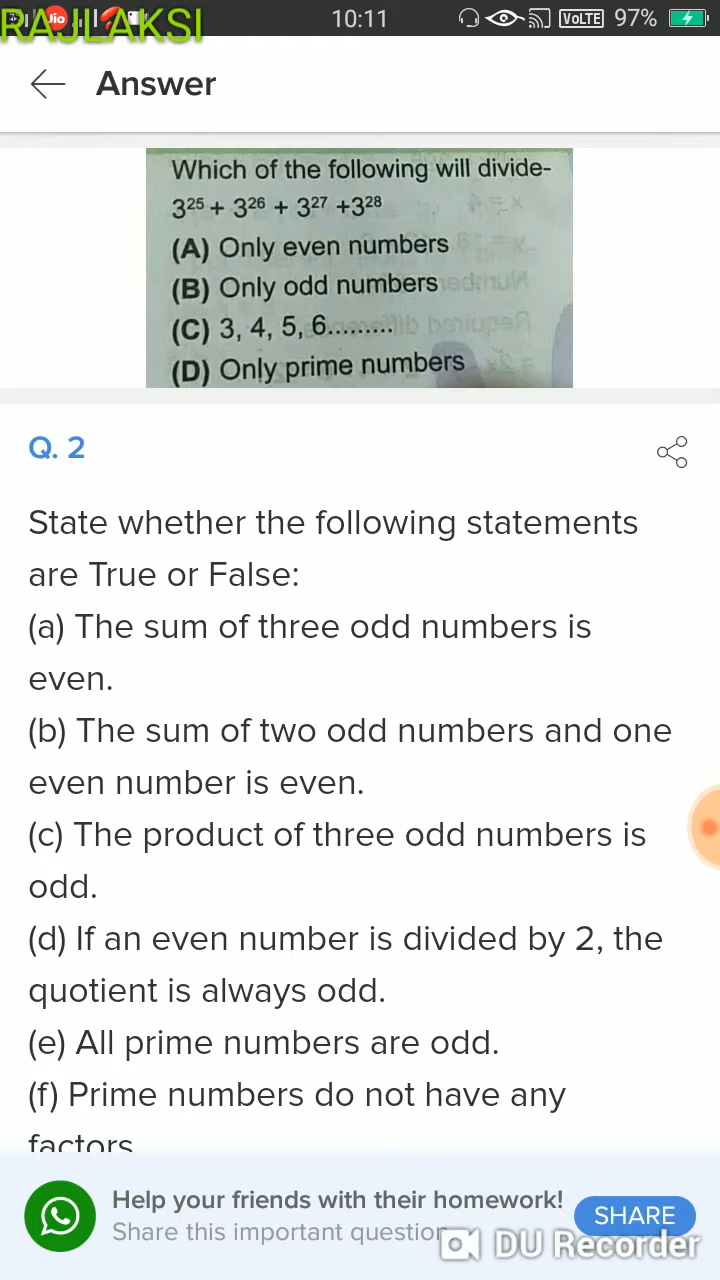 RAJLAKSI
Jio
10:11
VoLTE 97%
Answer
Which of the following will divide-
3²⁵ + 3²⁶ + 3²⁷ +3²⁸
(A) Only even numbers
(B) Only odd numbers
(C) 3, 4, 5, 6.........
(D) Only prime numbers
Q. 2
State whether the following statements
are True or False:
(a) The sum of three odd numbers is
even.
(b) The sum of two odd numbers and one
even number is even.
(c) The product of three odd numbers is
odd.
(d) If an even number is divided by 2, the
quotient is always odd.
(e) All prime numbers are odd.
(f) Prime numbers do not have any
factors
Help your friends with their homework!
SHARE
Share this important question
DU Recorder